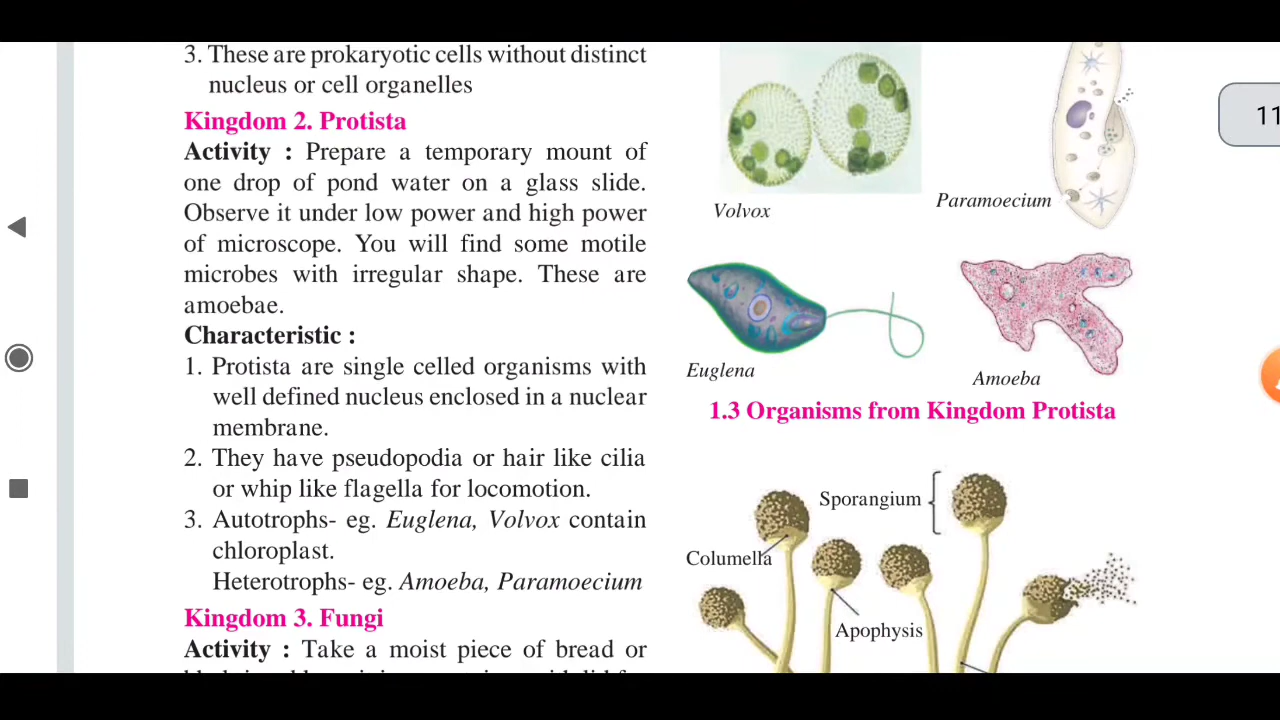 3. These are prokaryotic cells without distinct
nucleus or cell organelles
Kingdom 2. Protista
Activity : Prepare a temporary mount of
one drop of pond water on a glass slide.
Observe it under low power and high power
of microscope. You will find some motile
microbes with irregular shape. These are
amoebae.
Characteristic :
1. Protista are single celled organisms with
well defined nucleus enclosed in a nuclear
membrane.
2. They have pseudopodia or hair like cilia
or whip like flagella for locomotion.
3. Autotrophs- eg. Euglena, Volvox contain
chloroplast.
Heterotrophs- eg. Amoeba, Paramoecium
Kingdom 3. Fungi
Activity : Take a moist piece of bread or
Volvox
Paramoecium
Euglena
Amoeba
1.3 Organisms from Kingdom Protista
Sporangium
Columella
Apophysis
11